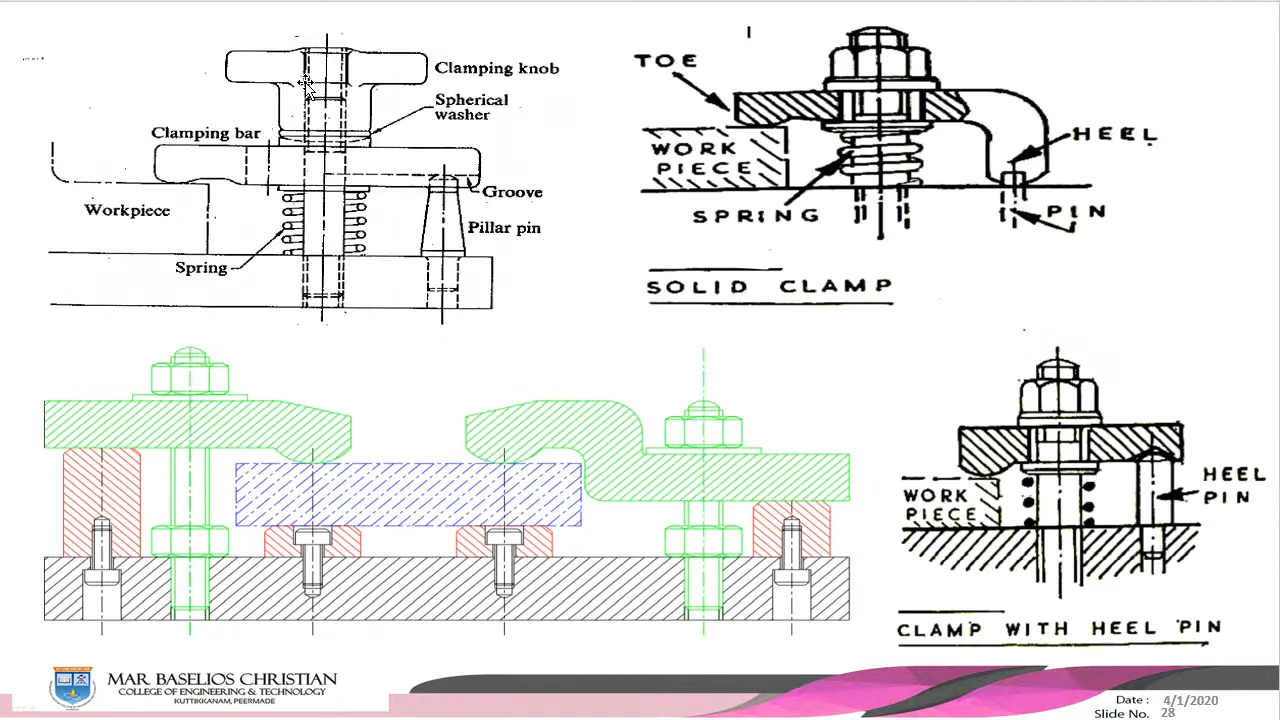 Clamping knob
Spherical
washer
Clamping bar
Groove
Workpiece
Pillar pin
Spring
TOE
HEEL
WORK
PIECE
SPRING
PIN
SOLID CLAMP
HEEL
PIN
WORK
PIECE
CLAMP WITH HEEL PIN
MAR BASELIOS CHRISTIAN
COLLEGE OF ENGINEERING & TECHNOLOGY
KUTTIKKANAM, PEERMADE
Date : 4/1/2020
Slide No. 28